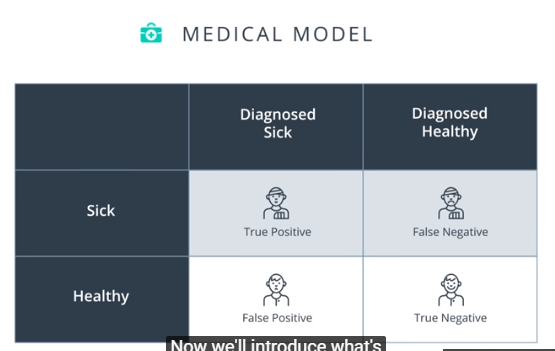 MEDICAL MODEL
Diagnosed
Sick
Diagnosed
Healthy
Sick
True Positive
False Negative
Healthy
False Positive
True Negative
Now we'll introduce what's